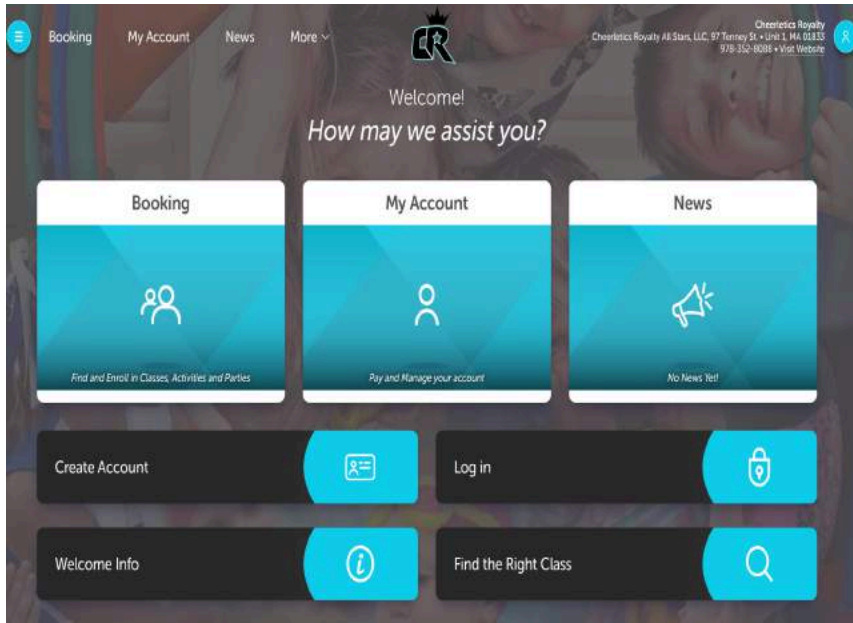 Booking
My Account
News
More
CR
Cheerletics Royalty
Cheerletics Royalty All Stars, LLC, 97 Tenney St. • Unit 1, MA 01833
978-352-8088 • Visit Website
Welcome!
How may we assist you?
Booking
My Account
News
Find and Enroll in Classes, Activities and Parties
Pay and Manage your account
No News Yet!
Create Account
Log in
Welcome Info
i
Find the Right Class